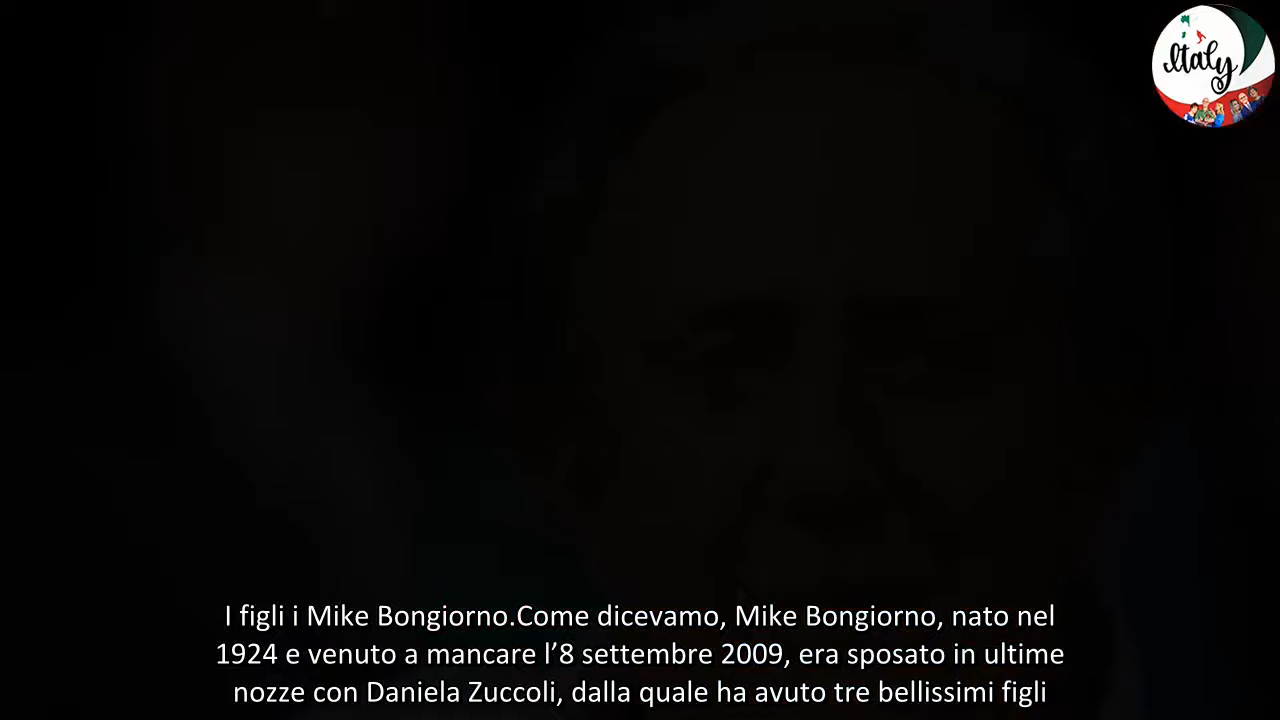 Italy
I figli i Mike Bongiorno.Come dicevamo, Mike Bongiorno, nato nel
1924 e venuto a mancare l’8 settembre 2009, era sposato in ultime
nozze con Daniela Zuccoli, dalla quale ha avuto tre bellissimi figli